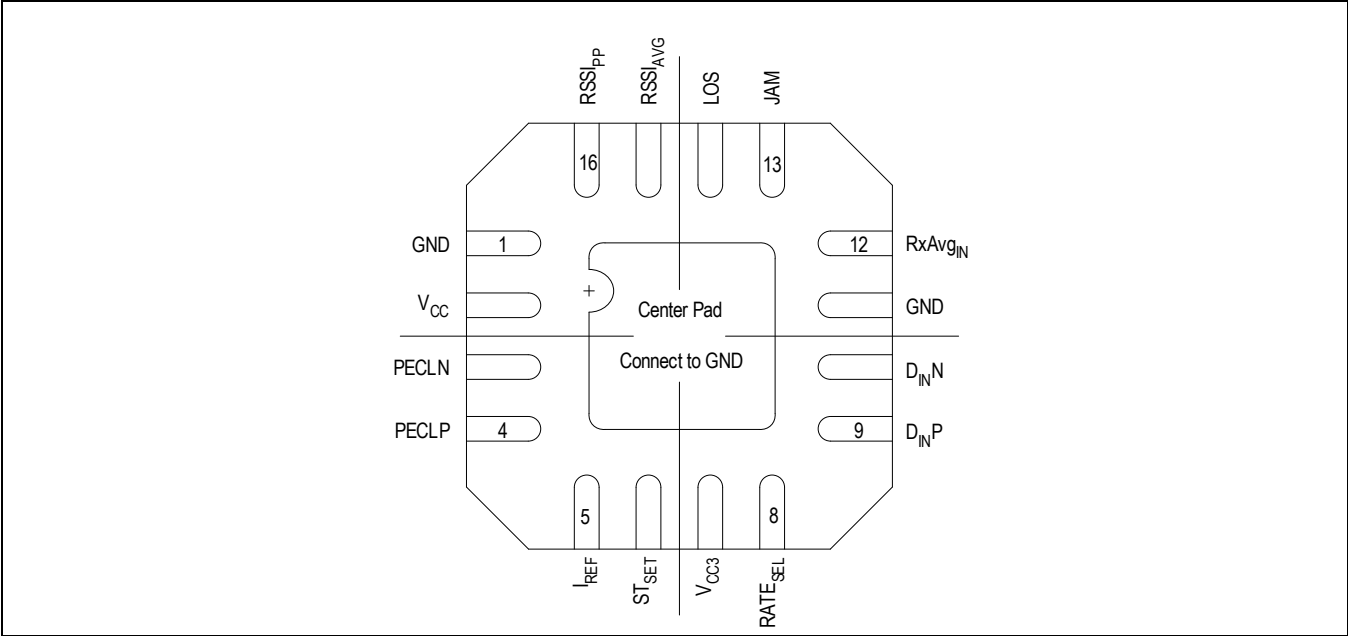 RSSIPP
RSSIAVG
LOS
JAM
16
13
GND
1
12
RxAvgIN
VCC
+
Center Pad
GND
PECLN
Connect to GND
DINN
PECLP
4
9
DINP
5
8
IREF
STSET
VCC3
RATESEL